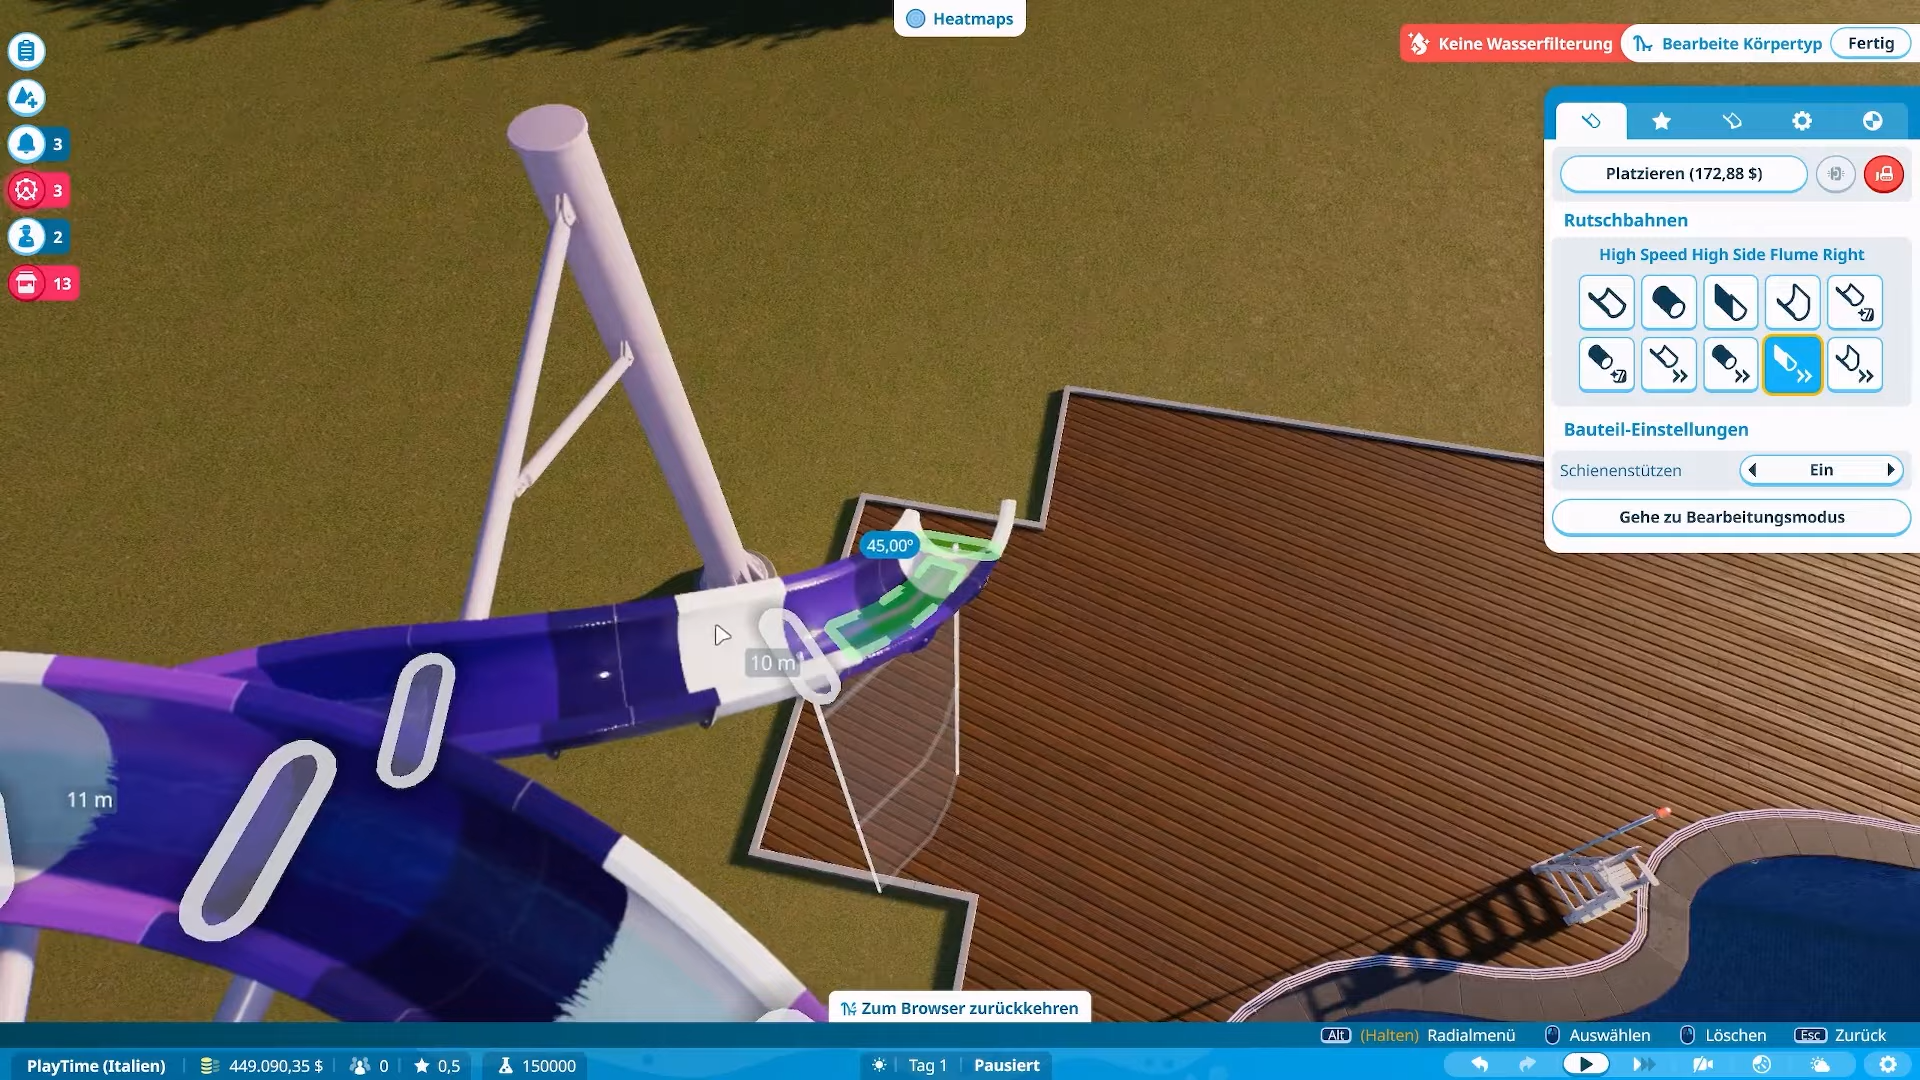 Heatmaps
Keine Wasserfilterung
Bearbeite Körpertyp
Fertig
3
3
2
13
Platzieren (172,88 $)
Rutschbahnen
High Speed High Side Flume Right
Bauteil-Einstellungen
Schienenstützen
Ein
Gehe zu Bearbeitungsmodus
45,00°
10 m
11 m
Zum Browser zurückkehren
Alt (Halten) Radialmenü
Auswählen
Löschen
Esc Zurück
PlayTime (Italien)
449.090,35 $
0
0,5
150000
Tag 1
Pausiert